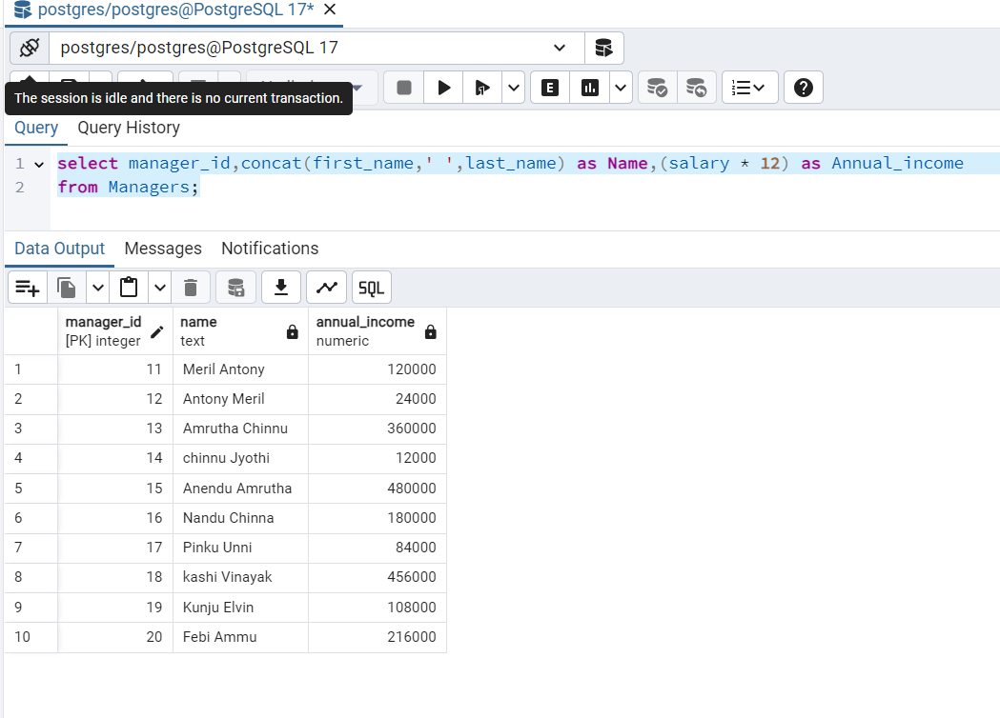 postgres/postgres@PostgreSQL 17*
postgres/postgres@PostgreSQL 17
The session is idle and there is no current transaction.
E
Query Query History
1 select manager_id,concat(first_name,' ',last_name) as Name,(salary * 12) as Annual_income
2 from Managers;
Data Output Messages Notifications
SQL
manager_id name annual_income
[PK] integer text numeric
1 11 Meril Antony 120000
2 12 Antony Meril 24000
3 13 Amrutha Chinnu 360000
4 14 chinnu Jyothi 12000
5 15 Anendu Amrutha 480000
6 16 Nandu Chinna 180000
7 17 Pinku Unni 84000
8 18 kashi Vinayak 456000
9 19 Kunju Elvin 108000
10 20 Febi Ammu 216000